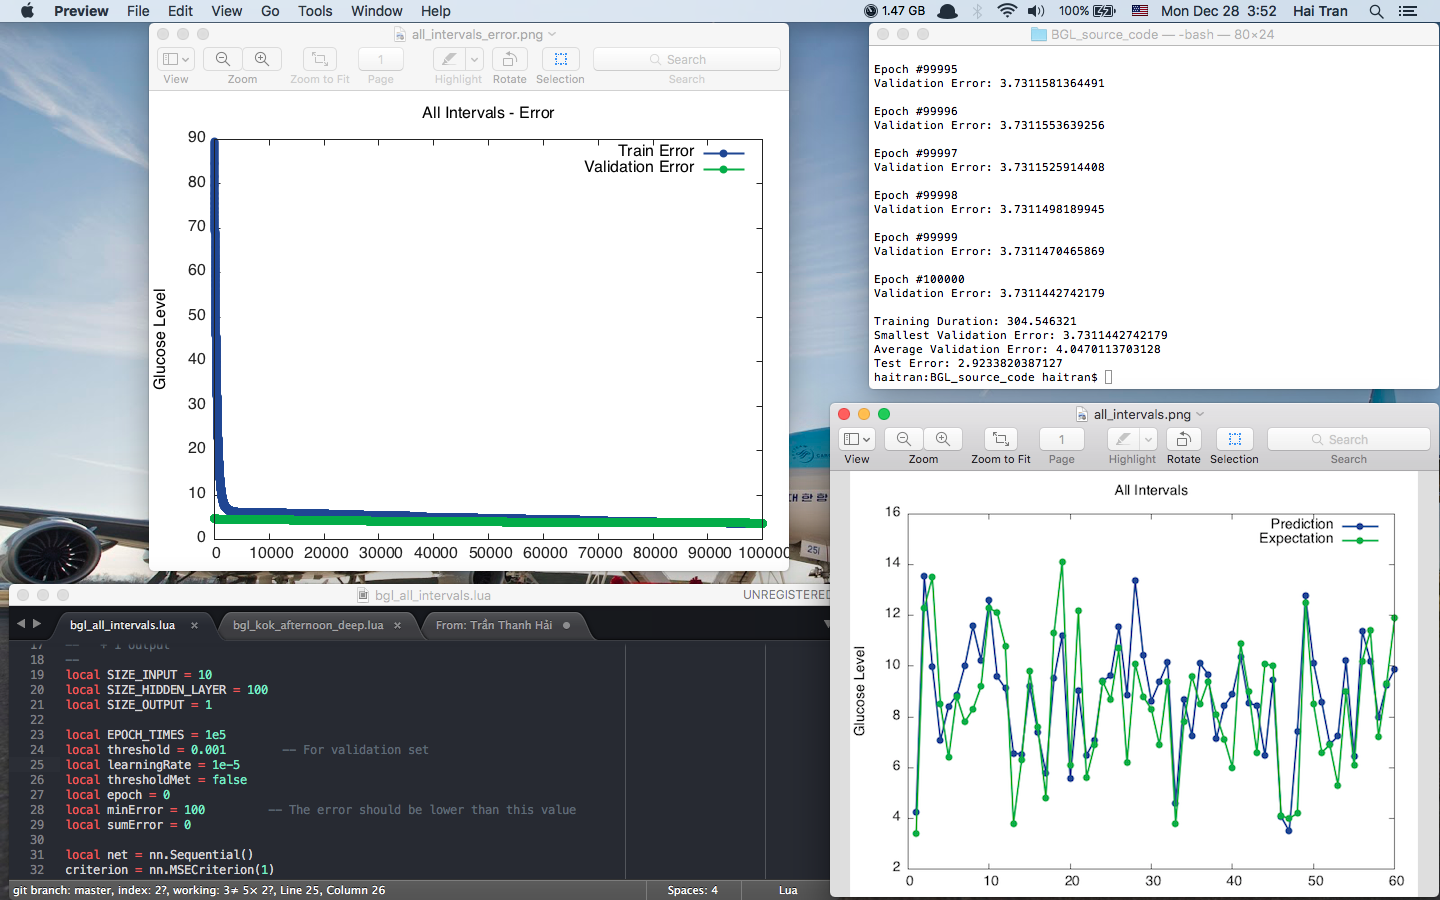 Preview File Edit View Go Tools Window Help 1.47 GB 100% Mon Dec 28 3:52 Hai Tran
all_intervals_error.png
1 Search
View Zoom Zoom to Fit Page Highlight Rotate Selection Search
All Intervals - Error
Train Error
Validation Error
Glucose Level
90
80
70
60
50
40
30
20
10
0
0 10000 20000 30000 40000 50000 60000 70000 80000 90000 100000
BGL_source_code — -bash — 80×24
Epoch #99995
Validation Error: 3.7311581364491
Epoch #99996
Validation Error: 3.7311553639256
Epoch #99997
Validation Error: 3.7311525914408
Epoch #99998
Validation Error: 3.7311498189945
Epoch #99999
Validation Error: 3.7311470465869
Epoch #100000
Validation Error: 3.7311442742179
Training Duration: 304.546321
Smallest Validation Error: 3.7311442742179
Average Validation Error: 4.0470113703128
Test Error: 2.9233820387127
haitran:BGL_source_code haitran$
대한항
251
bgl_all_intervals.lua UNREGISTERED
bgl_all_intervals.lua × bgl_kok_afternoon_deep.lua × From: Trần Thanh Hải
17 -- + 1 output
18 --
19 local SIZE_INPUT = 10
20 local SIZE_HIDDEN_LAYER = 100
21 local SIZE_OUTPUT = 1
22
23 local EPOCH_TIMES = 1e5
24 local threshold = 0.001 -- For validation set
25 local learningRate = 1e-5
26 local thresholdMet = false
27 local epoch = 0
28 local minError = 100 -- The error should be lower than this value
29 local sumError = 0
30
31 local net = nn.Sequential()
32 criterion = nn.MSECriterion(1)
git branch: master, index: 2?, working: 3≠ 5× 2?, Line 25, Column 26 Spaces: 4 Lua
all_intervals.png
1 Search
View Zoom Zoom to Fit Page Highlight Rotate Selection Search
All Intervals
Prediction
Expectation
Glucose Level
16
14
12
10
8
6
4
2
0 10 20 30 40 50 60